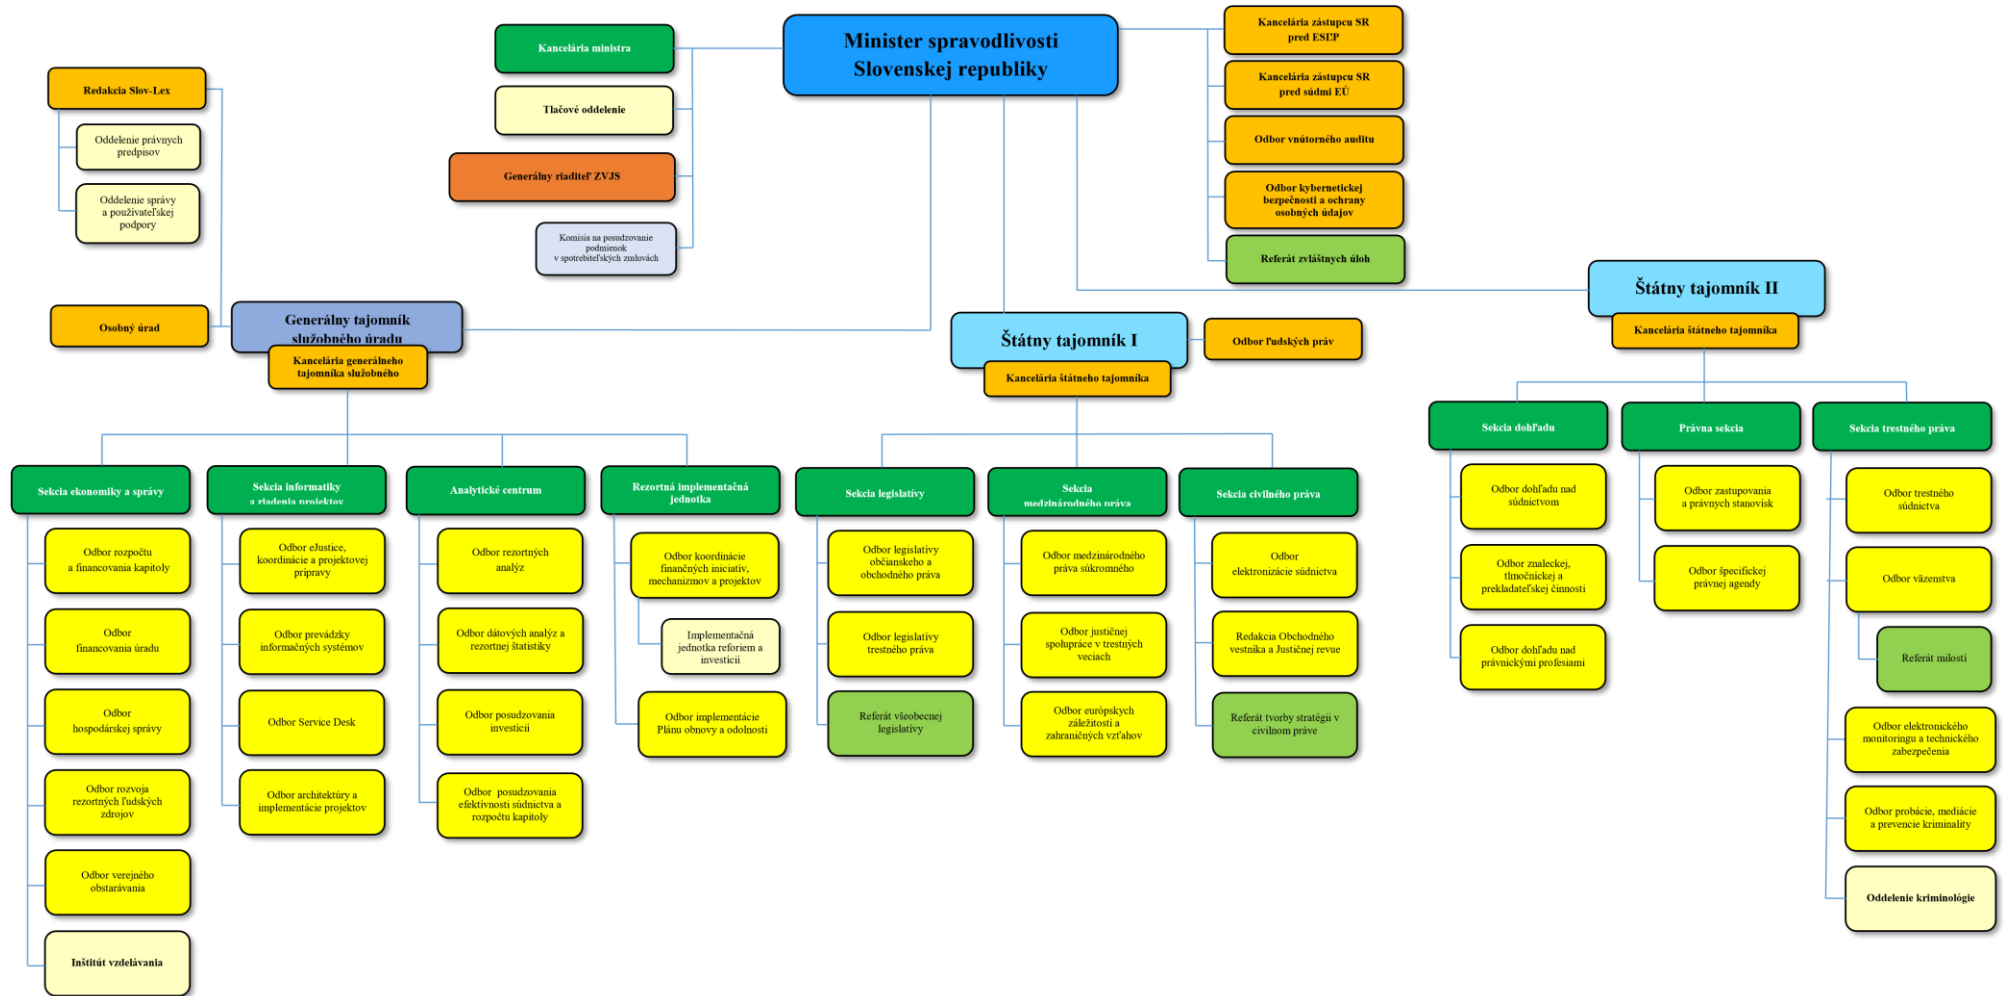 Minister spravodlivosti
Slovenskej republiky
Kancelária ministra
Tlačové oddelenie
Generálny riaditeľ ZVJS
Komisia na posudzovanie
podmienok
v spotrebiteľských zmluvách
Kancelária zástupcu SR
pred ESĽP
Kancelária zástupcu SR
pred súdmi EÚ
Odbor vnútorného auditu
Odbor kybernetickej
bezpečnosti a ochrany
osobných údajov
Referát zvláštnych úloh
Redakcia Slov-Lex
Oddelenie právnych
predpisov
Oddelenie správy
a používateľskej
podpory
Osobný úrad
Generálny tajomník
služobného úradu
Kancelária generálneho
tajomníka služobného
Štátny tajomník I
Kancelária štátneho tajomníka
Odbor ľudských práv
Štátny tajomník II
Kancelária štátneho tajomníka
Sekcia ekonomiky a správy
Odbor rozpočtu
a financovania kapitoly
Odbor
financovania úradu
Odbor
hospodárskej správy
Odbor rozvoja
rezortných ľudských
zdrojov
Odbor verejného
obstarávania
Inštitút vzdelávania
Sekcia informatiky
a riadenia projektov
Odbor eJustice,
koordinácie a projektovej
prípravy
Odbor prevádzky
informačných systémov
Odbor Service Desk
Odbor architektúry a
implementácie projektov
Analytické centrum
Odbor rezortných
analýz
Odbor dátových analýz a
rezortnej štatistiky
Odbor posudzovania
investícií
Odbor  posudzovania
efektívnosti súdnictva a
rozpočtu kapitoly
Rezortná implementačná
jednotka
Odbor koordinácie
finančných iniciatív,
mechanizmov a projektov
Implementačná
jednotka reforiem a
investícií
Odbor implementácie
Plánu obnovy a odolnosti
Sekcia legislatívy
Odbor legislatívy
občianskeho a
obchodného práva
Odbor legislatívy
trestného práva
Referát všeobecnej
legislatívy
Sekcia
medzinárodného práva
Odbor medzinárodného
práva súkromného
Odbor justičnej
spolupráce v trestných
veciach
Odbor európskych
záležitostí a
zahraničných vzťahov
Sekcia civilného práva
Odbor
elektronizácie súdnictva
Redakcia Obchodného
vestníka a Justičnej revue
Referát tvorby stratégií v
civilnom práve
Sekcia dohľadu
Odbor dohľadu nad
súdnictvom
Odbor znaleckej,
tlmočníckej a
prekladateľskej činnosti
Odbor dohľadu nad
právnickými profesiami
Právna sekcia
Odbor zastupovania
a právnych stanovísk
Odbor špecifickej
právnej agendy
Sekcia trestného práva
Odbor trestného
súdnictva
Odbor väzenstva
Referát milosti
Odbor elektronického
monitoringu a technického
zabezpečenia
Odbor probácie, mediácie
a prevencie kriminality
Oddelenie kriminológie